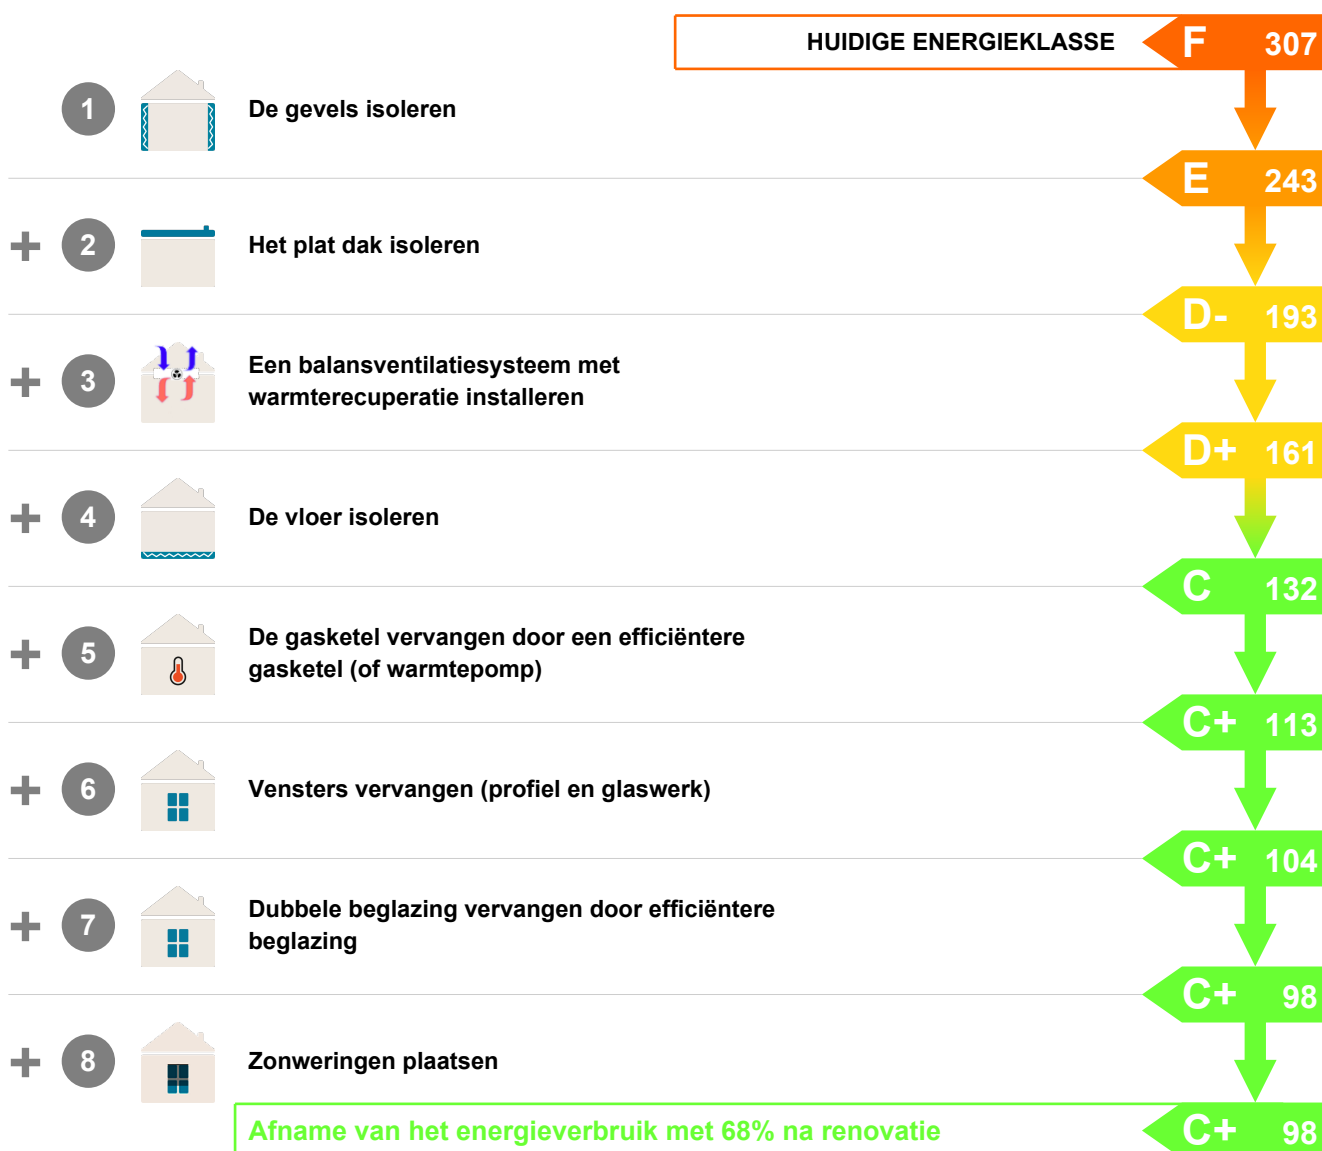 HUIDIGE ENERGIEKLASSE F 307
1 De gevels isoleren
E 243
+ 2 Het plat dak isoleren
D- 193
+ 3 Een balansventilatiesysteem met
warmterecuperatie installeren
D+ 161
+ 4 De vloer isoleren
C 132
+ 5 De gasketel vervangen door een efficiëntere
gasketel (of warmtepomp)
C+ 113
+ 6 Vensters vervangen (profiel en glaswerk)
C+ 104
+ 7 Dubbele beglazing vervangen door efficiëntere
beglazing
C+ 98
+ 8 Zonweringen plaatsen
Afname van het energieverbruik met 68% na renovatie C+ 98